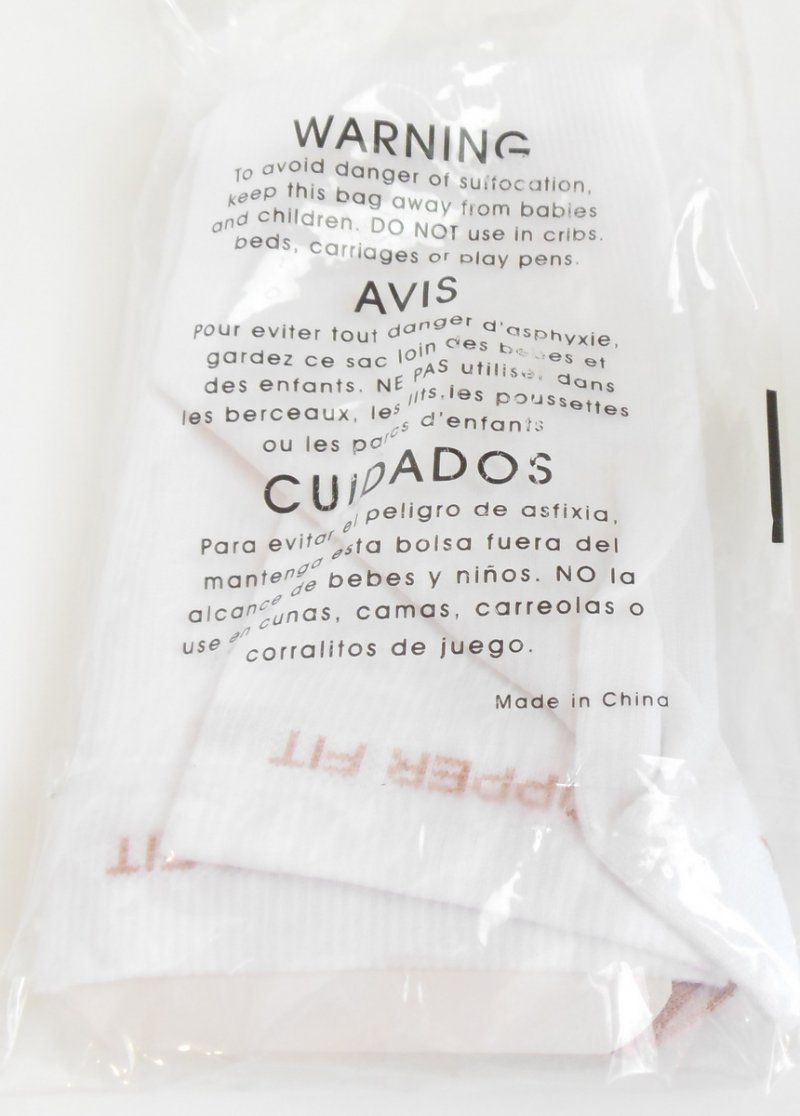 WARNING
To avoid danger of suffocation,
keep this bag away from babies
and children. DO NOT use in cribs.
beds, carriages or play pens.
AVIS
Pour eviter tout danger d'asphyxie,
gardez ce sac loin des bebes et
des enfants. NE PAS utiliser dans
les berceaux, les lits, les poussettes
ou les parcs d'enfants
CUIDADOS
Para evitar el peligro de asfixia,
mantenga esta bolsa fuera del
alcance de bebes y niños. NO la
use en cunas, camas, carreolas o
corralitos de juego.
Made in China
UPPER FIT
FIT